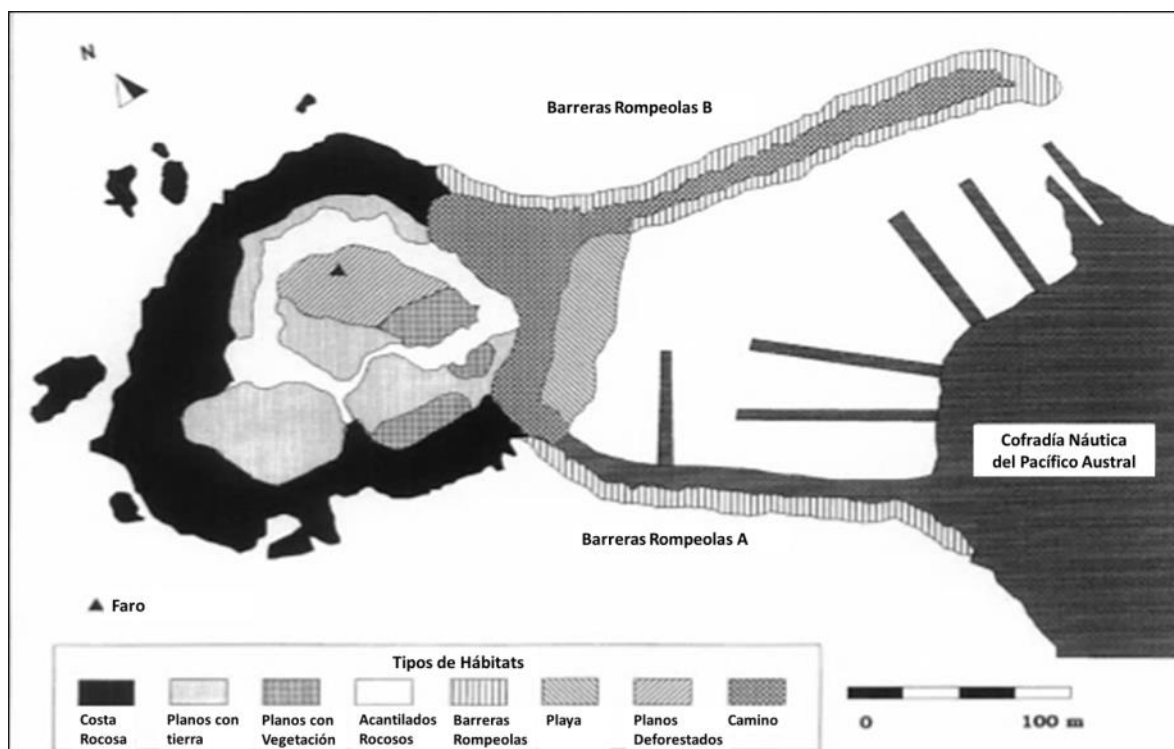 N
Barreras Rompeolas B
Cofradía Náutica
del Pacífico Austral
Barreras Rompeolas A
Faro
Tipos de Hábitats
Costa
Rocosa
Planos con
tierra
Planos con
Vegetación
Acantilados
Rocosos
Barreras
Rompeolas
Playa
Planos
Deforestados
Camino
0
100 m